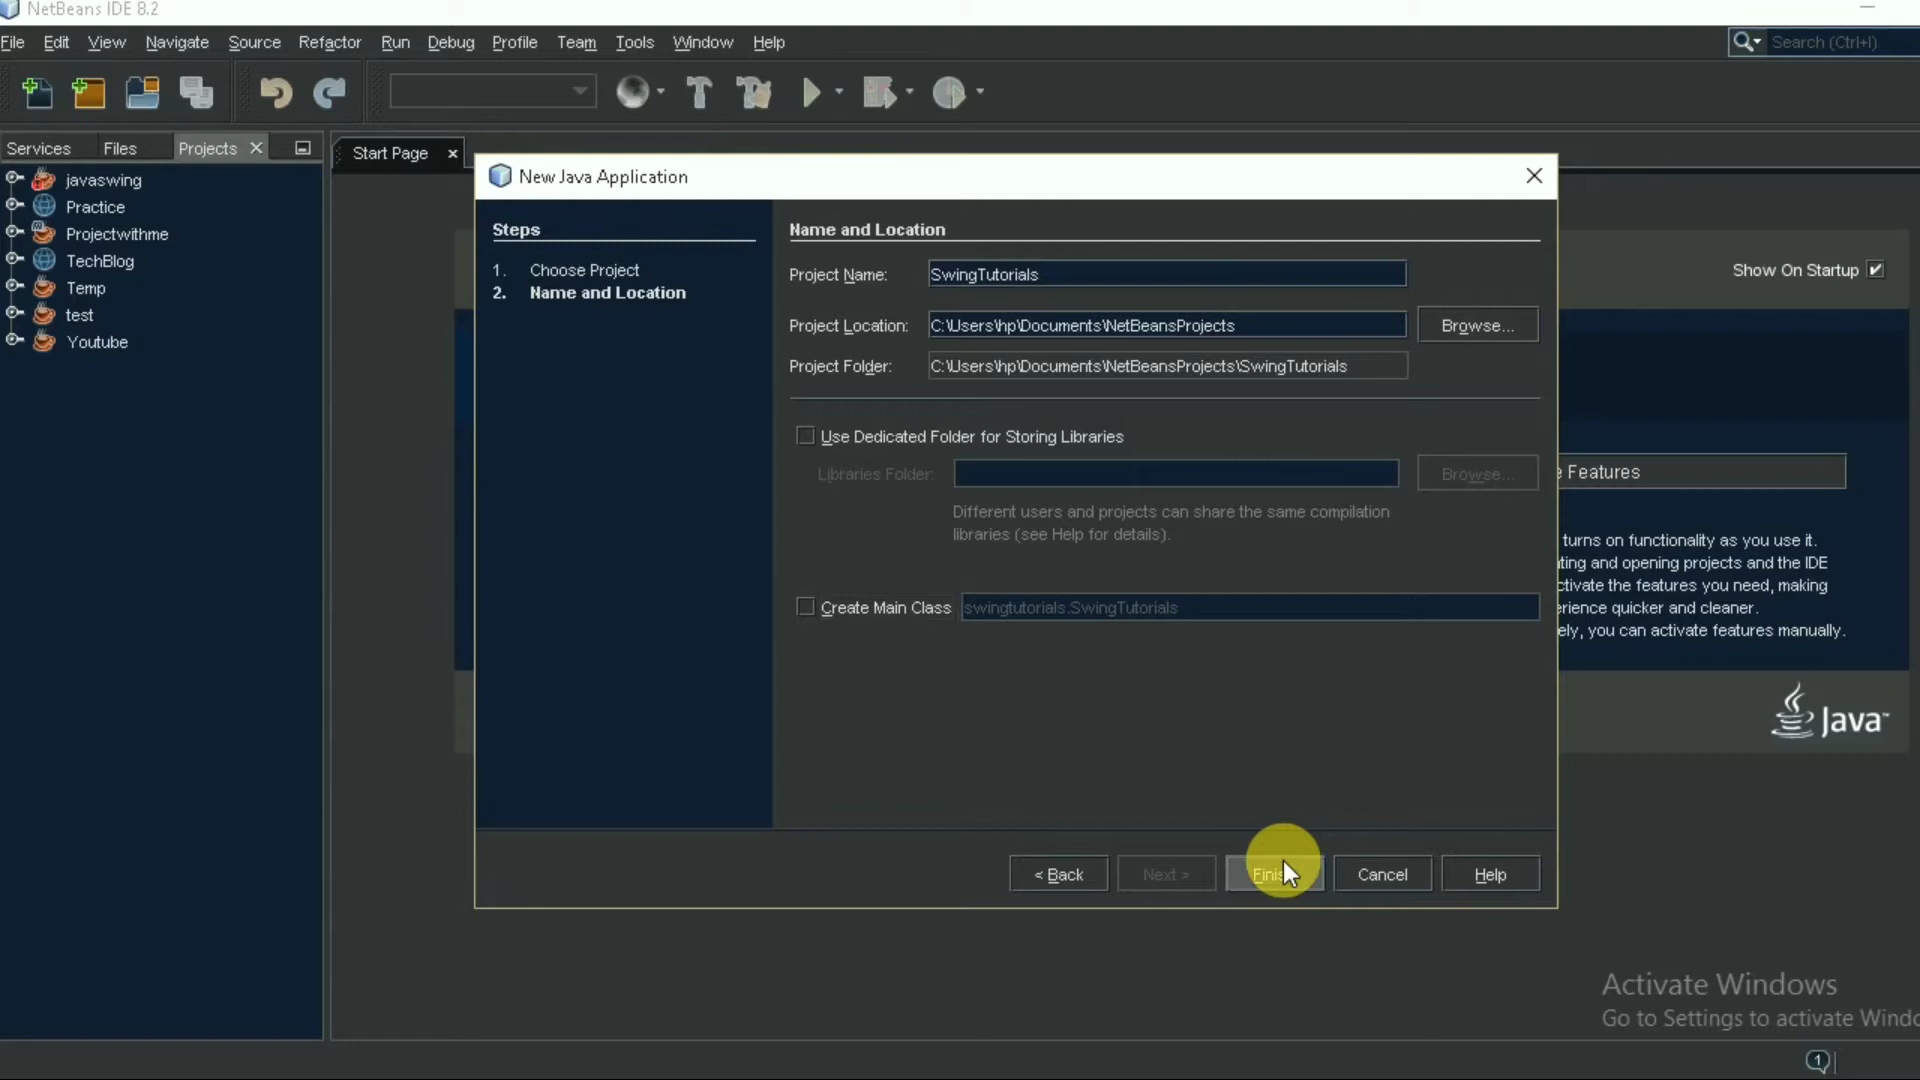 NetBeans IDE 8.2
File Edit View Navigate Source Refactor Run Debug Profile Team Tools Window Help
Search (Ctrl+I)
Services Files Projects
Start Page
javaswing
Practice
Projectwithme
TechBlog
Temp
test
Youtube
New Java Application
Steps
1. Choose Project
2. Name and Location
Name and Location
Project Name: SwingTutorials
Project Location: C:\Users\hp\Documents\NetBeansProjects Browse...
Project Folder: C:\Users\hp\Documents\NetBeansProjects\SwingTutorials
Use Dedicated Folder for Storing Libraries
Libraries Folder: Browse...
Different users and projects can share the same compilation
libraries (see Help for details).
Create Main Class swingtutorials.SwingTutorials
< Back Next > Cancel Help
Show On Startup
Features
turns on functionality as you use it.
and opening projects and the IDE
the features you need, making
quicker and cleaner.
you can activate features manually.
Java™
Activate Windows
Go to Settings to activate
1